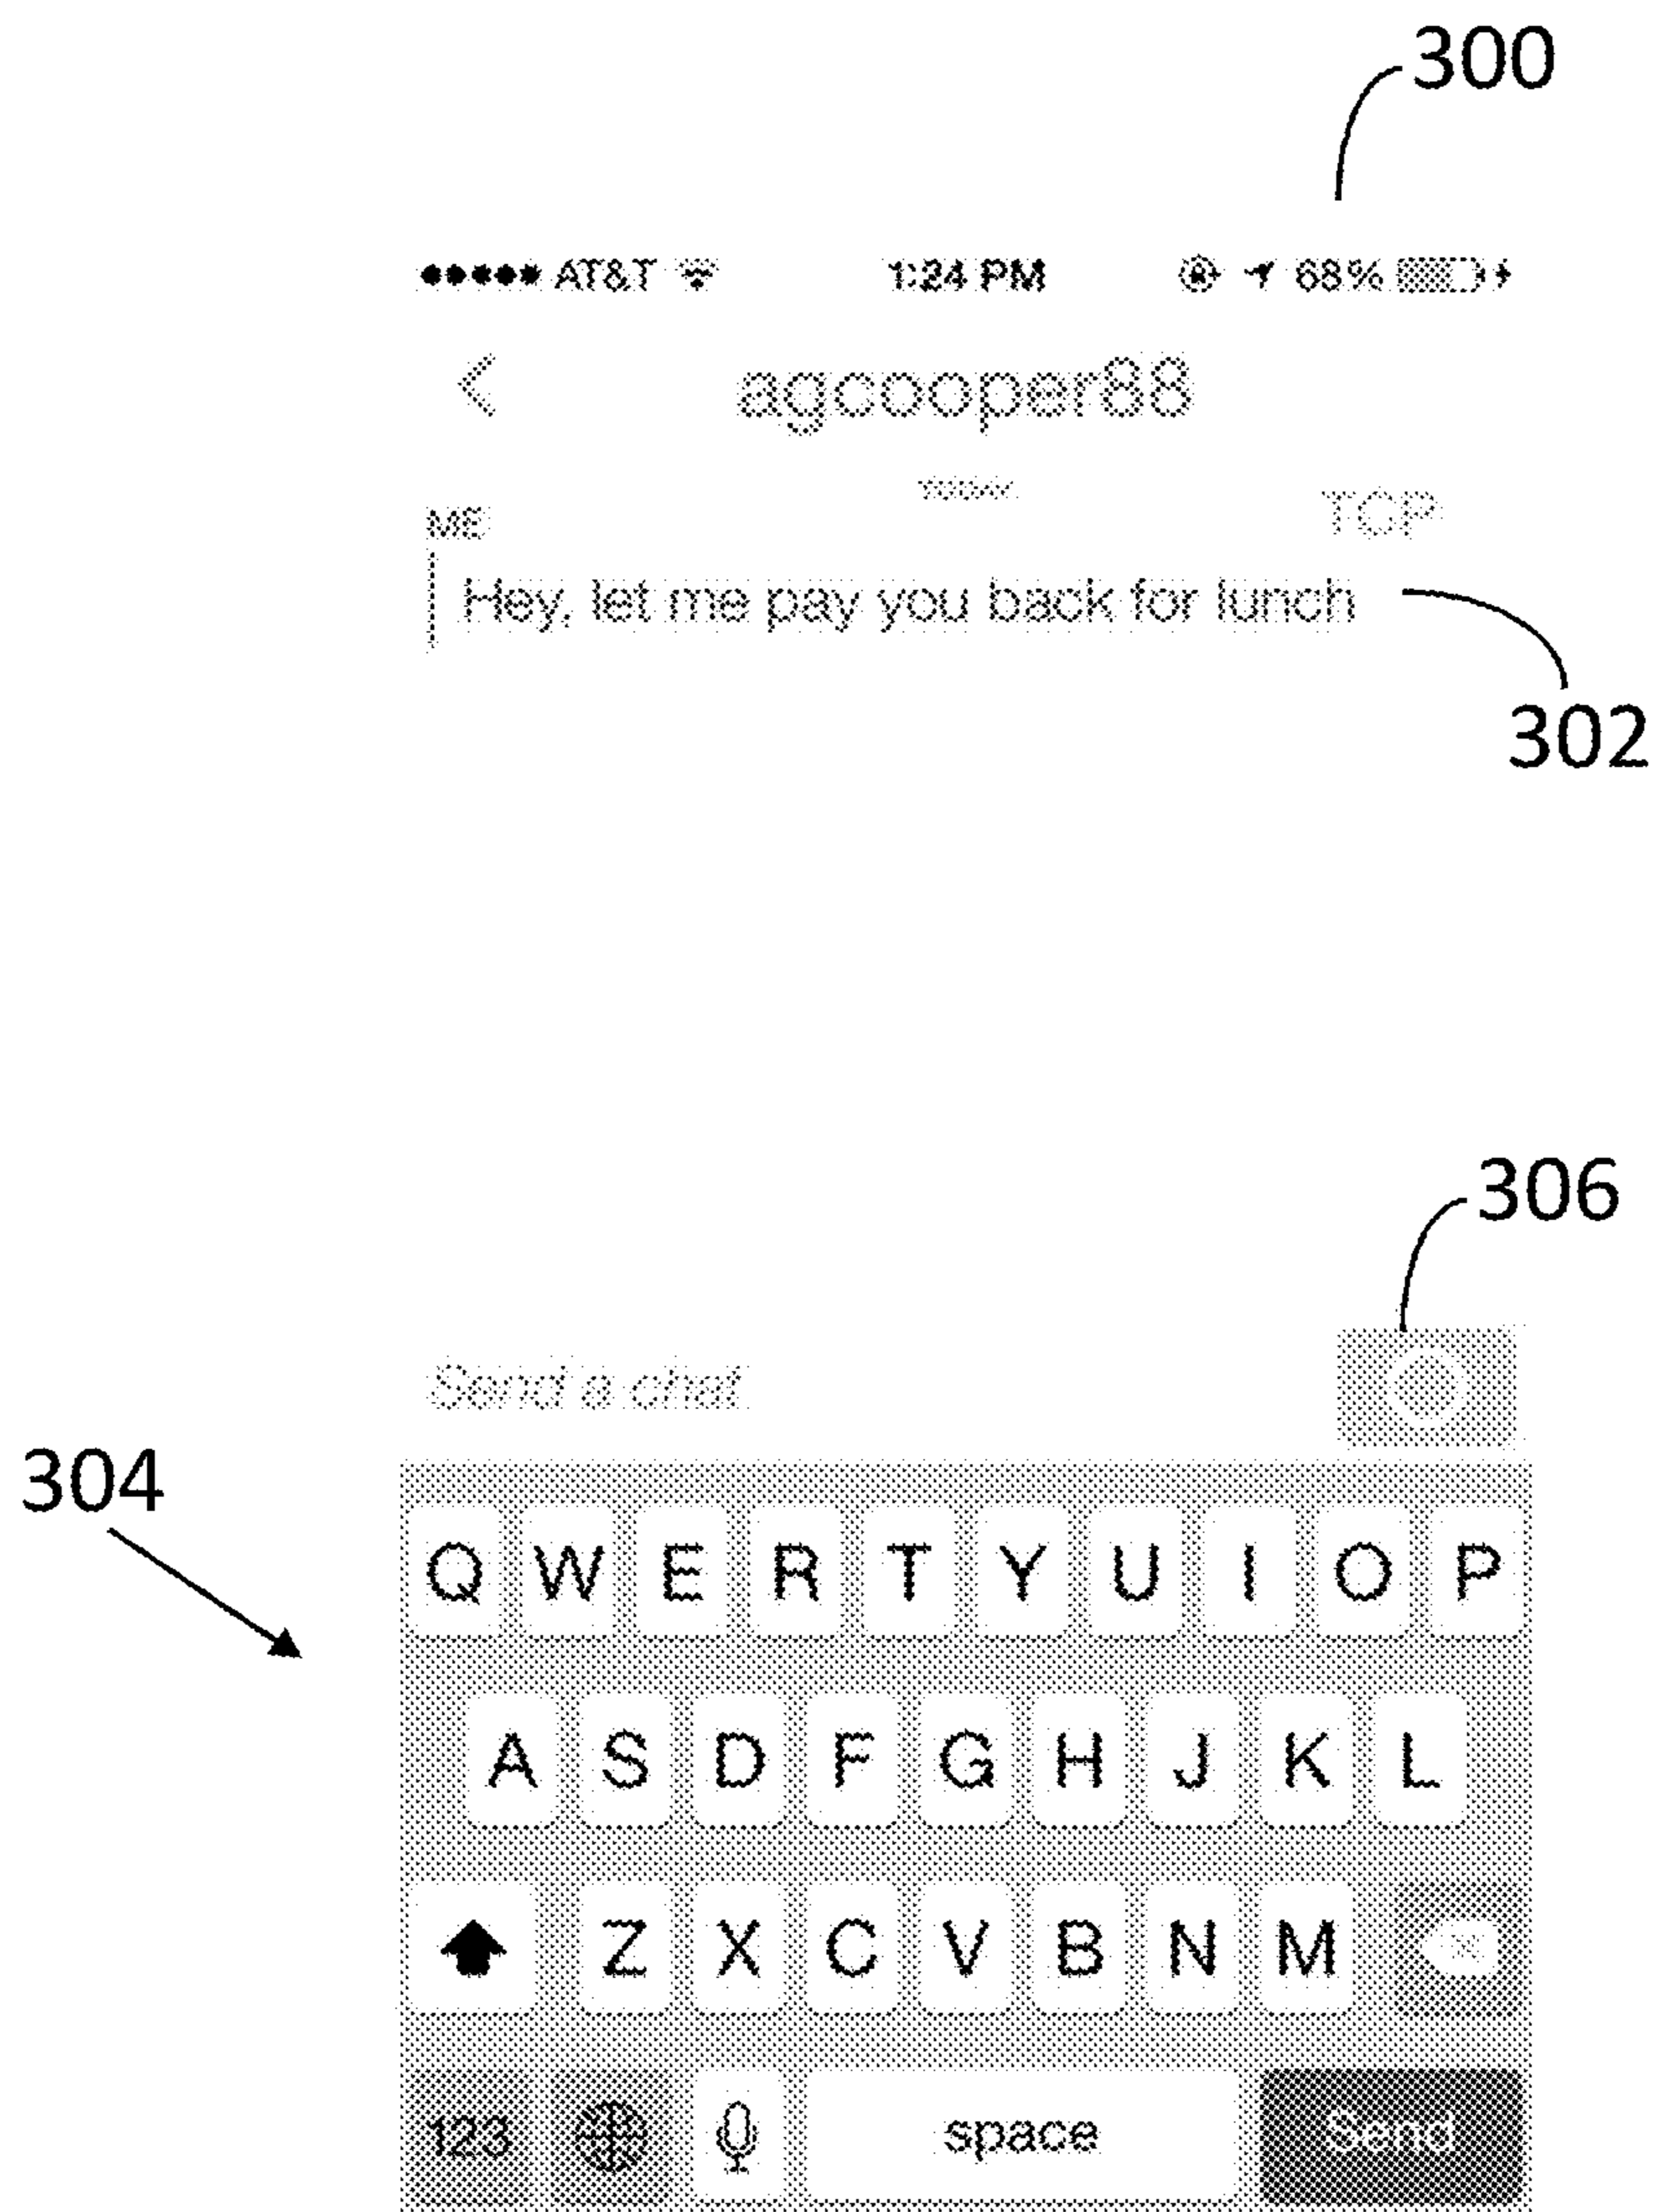 300
AT&T 1:24 PM 68%
agcooper88
TODAY
ME TCP
Hey, let me pay you back for lunch
302
306
Send a chat
304
Q W E R T Y U I O P
A S D F G H J K L
Z X C V B N M
123 space Send